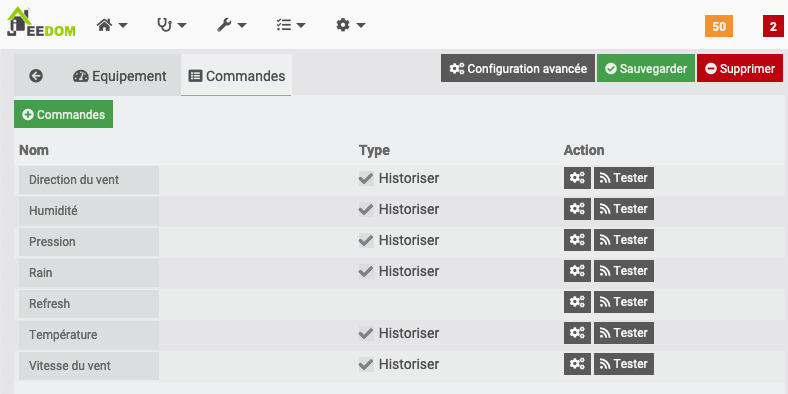 JEEDOM
50
2
Equipement
Commandes
Configuration avancée
Sauvegarder
Supprimer
Commandes
Nom Type Action
Direction du vent Historiser Tester
Humidité Historiser Tester
Pression Historiser Tester
Rain Historiser Tester
Refresh Tester
Température Historiser Tester
Vitesse du vent Historiser Tester